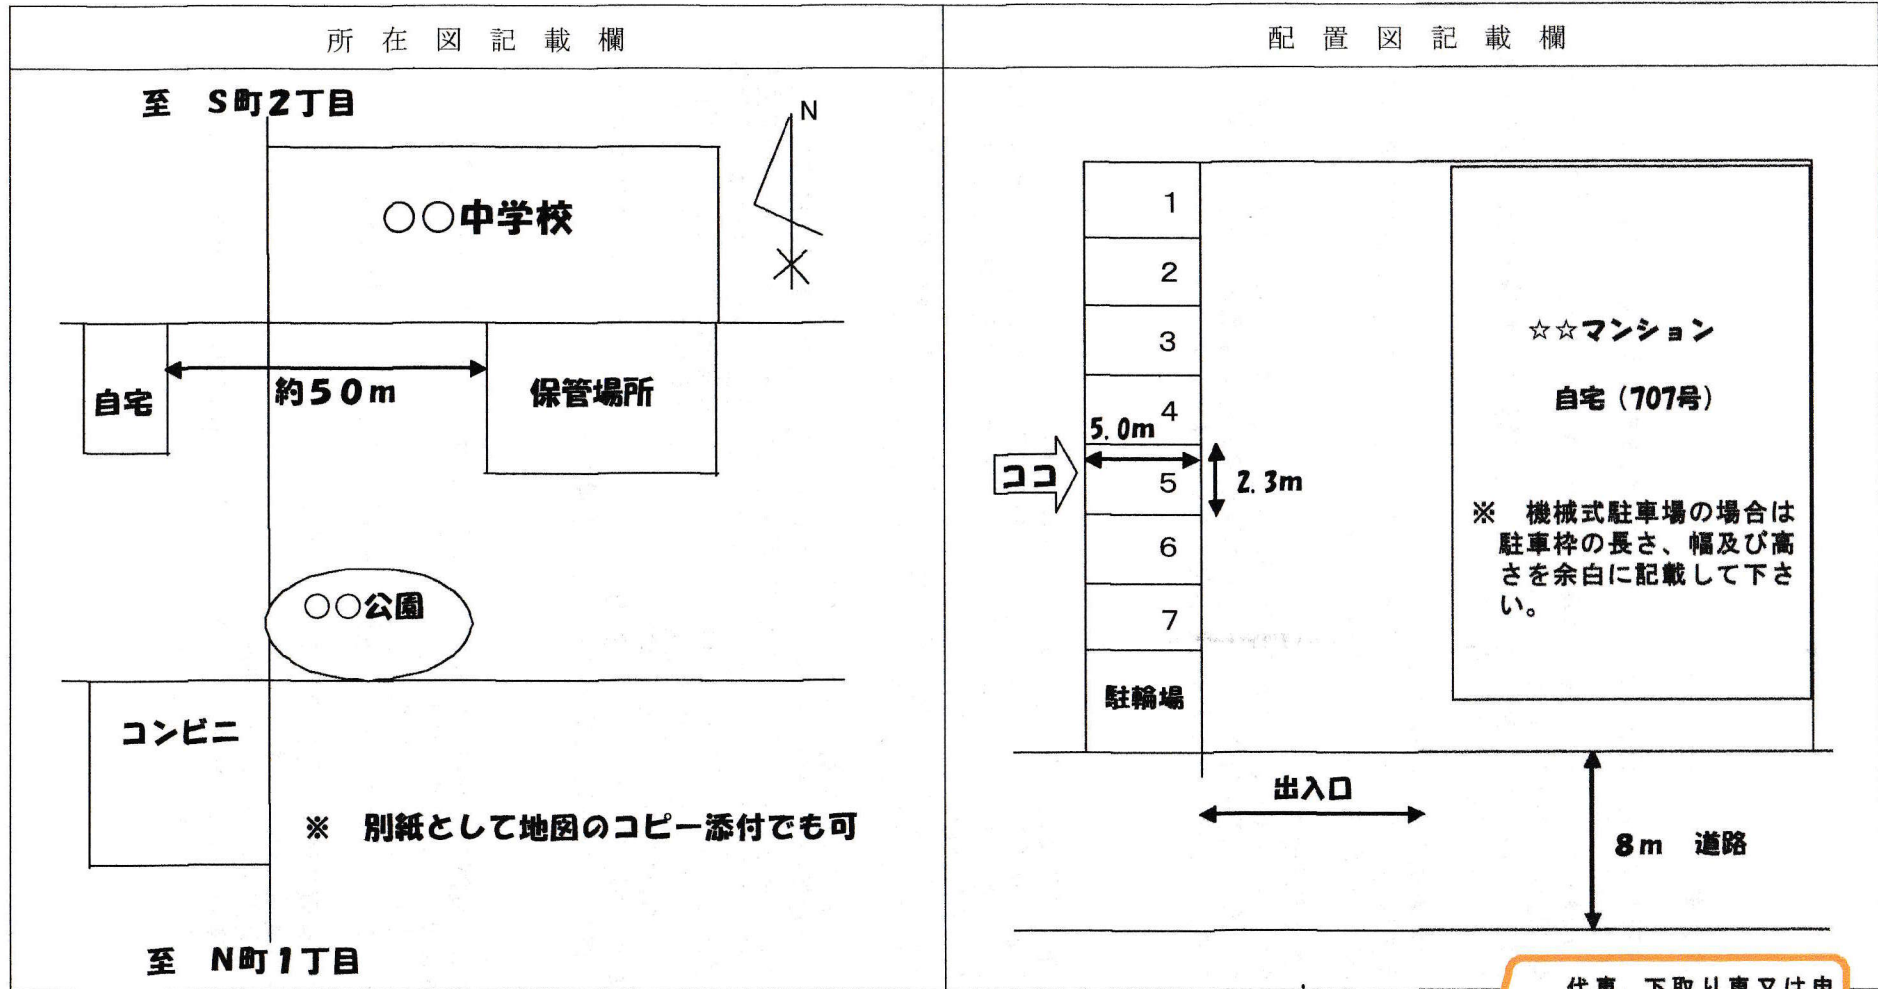 所在図記載欄
至 S町2丁目
N
○○中学校
自宅
約50m
保管場所
○○公園
コンビニ
※ 別紙として地図のコピー添付でも可
至 N町1丁目
配置図記載欄
1
2
3
4
5.0m
ココ
5
2.3m
6
7
駐輪場
☆☆マンション
自宅(707号)
※ 機械式駐車場の場合は
駐車枠の長さ、幅及び高
さを余白に記載して下さ
い。
出入口
8m 道路